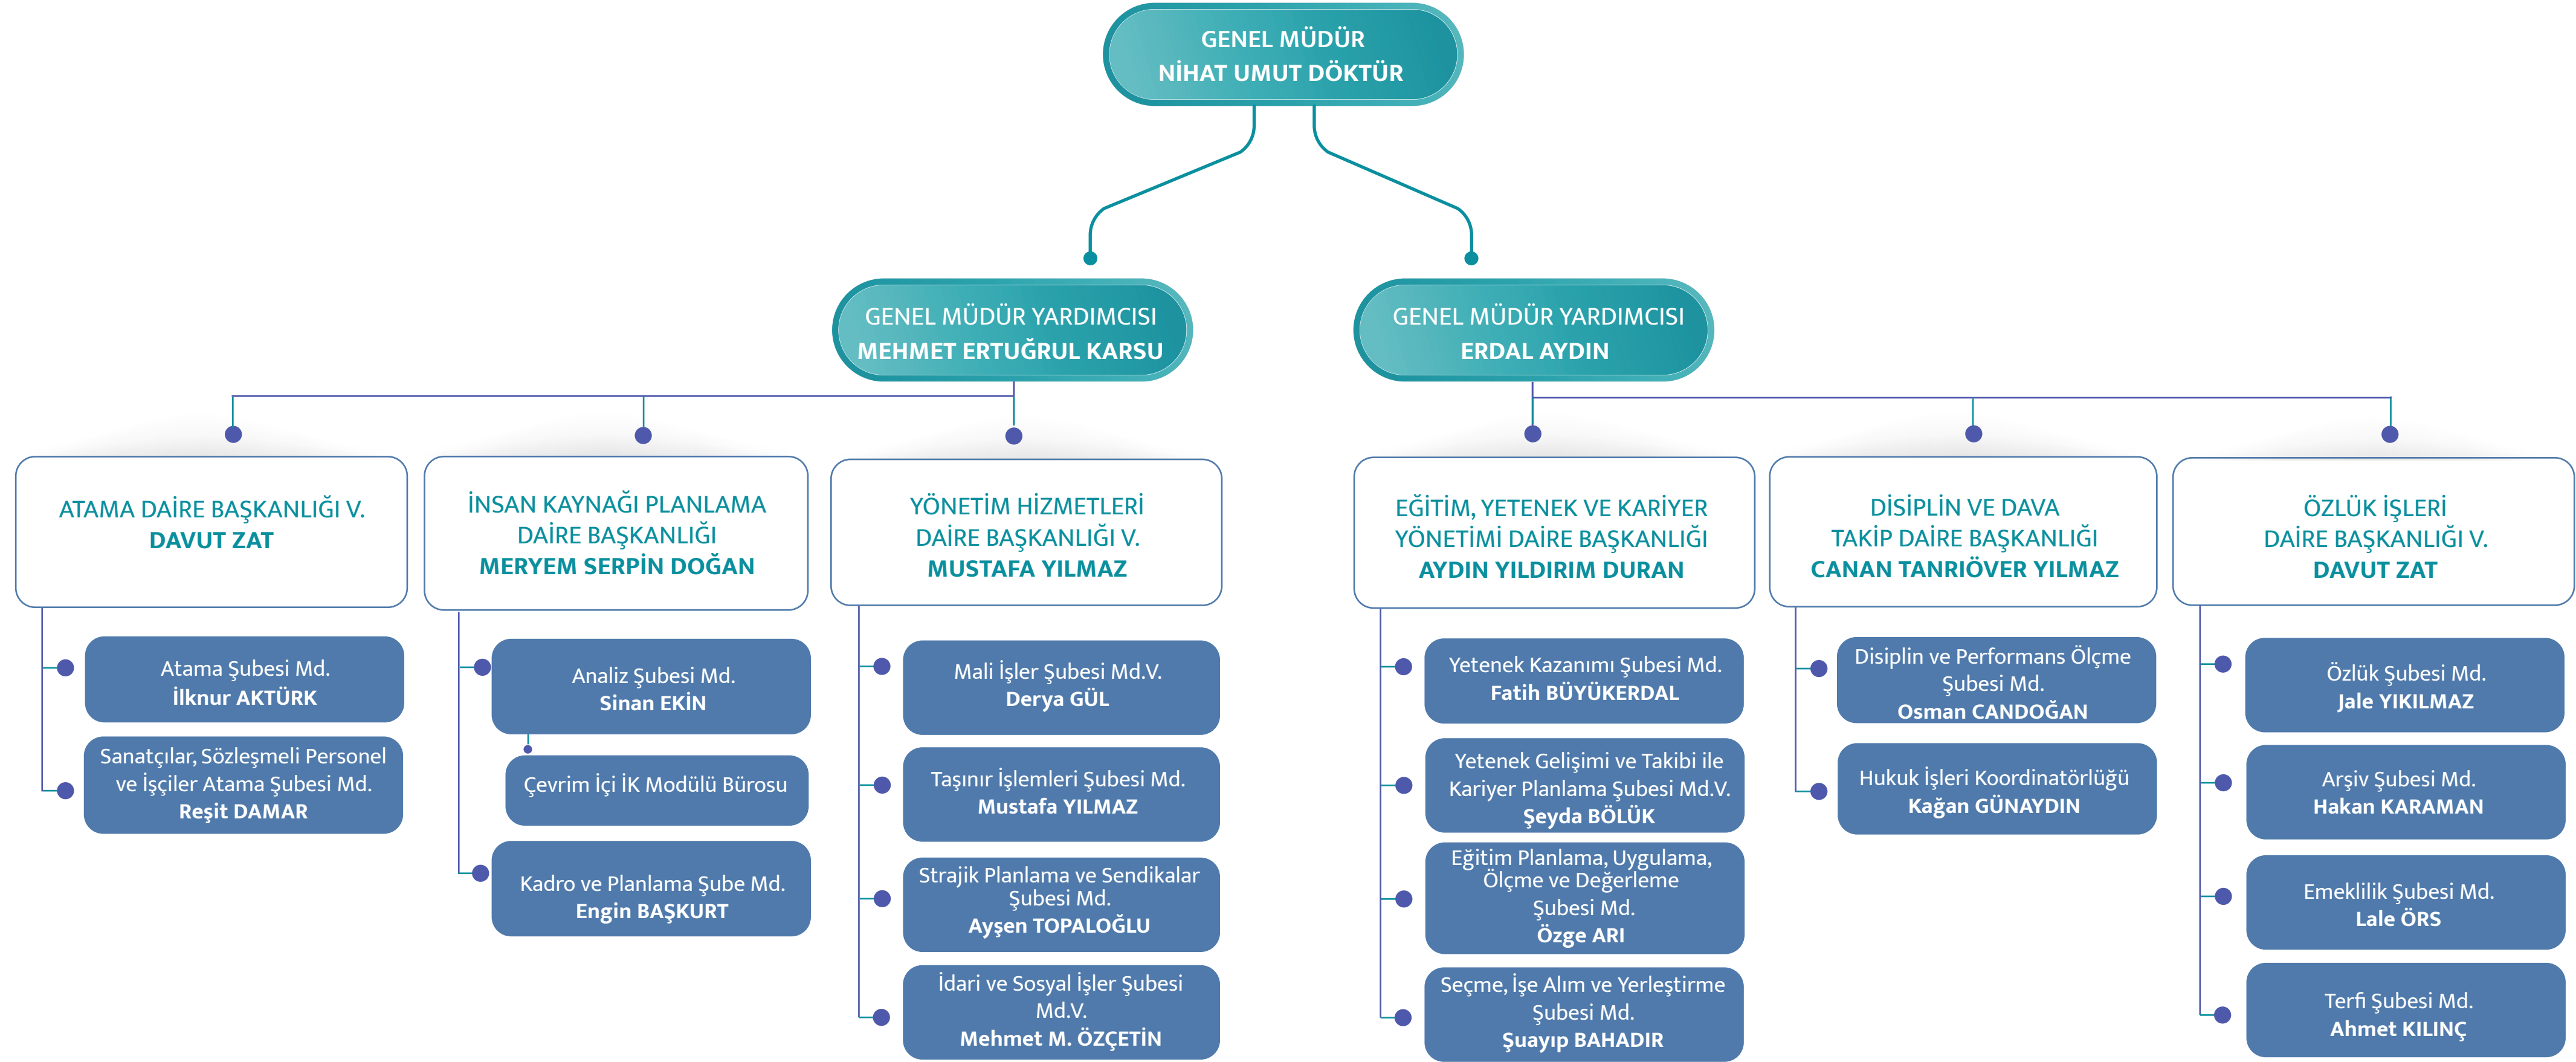 GENEL MÜDÜR
NİHAT UMUT DÖKTÜR
GENEL MÜDÜR YARDIMCISI
MEHMET ERTUĞRUL KARSU
GENEL MÜDÜR YARDIMCISI
ERDAL AYDIN
ATAMA DAİRE BAŞKANLIĞI V.
DAVUT ZAT
Atama Şubesi Md.
İlknur AKTÜRK
Sanatçılar, Sözleşmeli Personel
ve İşçiler Atama Şubesi Md.
Reşit DAMAR
İNSAN KAYNAĞI PLANLAMA
DAİRE BAŞKANLIĞI
MERYEM SERPİN DOĞAN
Analiz Şubesi Md.
Sinan EKİN
Çevrim İçi İK Modülü Bürosu
Kadro ve Planlama Şube Md.
Engin BAŞKURT
YÖNETİM HİZMETLERİ
DAİRE BAŞKANLIĞI V.
MUSTAFA YILMAZ
Mali İşler Şubesi Md.V.
Derya GÜL
Taşınır İşlemleri Şubesi Md.
Mustafa YILMAZ
Strajik Planlama ve Sendikalar
Şubesi Md.
Ayşen TOPALOĞLU
İdari ve Sosyal İşler Şubesi
Md.V.
Mehmet M. ÖZÇETİN
EĞİTİM, YETENEK VE KARİYER
YÖNETİMİ DAİRE BAŞKANLIĞI
AYDIN YILDIRIM DURAN
Yetenek Kazanımı Şubesi Md.
Fatih BÜYÜKERDAL
Yetenek Gelişimi ve Takibi ile
Kariyer Planlama Şubesi Md.V.
Şeyda BÖLÜK
Eğitim Planlama, Uygulama,
Ölçme ve Değerleme
Şubesi Md.
Özge ARI
Seçme, İşe Alım ve Yerleştirme
Şubesi Md.
Şuayıp BAHADIR
DİSİPLİN VE DAVA
TAKİP DAİRE BAŞKANLIĞI
CANAN TANRIÖVER YILMAZ
Disiplin ve Performans Ölçme
Şubesi Md.
Osman CANDOĞAN
Hukuk İşleri Koordinatörlüğü
Kağan GÜNAYDIN
ÖZLÜK İŞLERİ
DAİRE BAŞKANLIĞI V.
DAVUT ZAT
Özlük Şubesi Md.
Jale YIKILMAZ
Arşiv Şubesi Md.
Hakan KARAMAN
Emeklilik Şubesi Md.
Lale ÖRS
Terfi Şubesi Md.
Ahmet KILINÇ